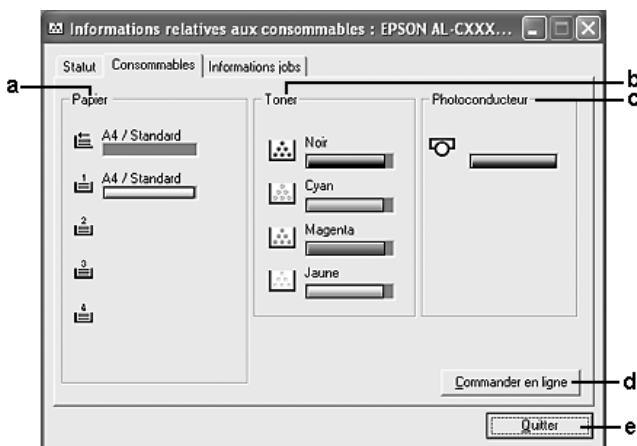 Informations relatives aux consommables : EPSON AL-CXXX...
Statut Consommables Informations jobs
a b c
Papier Toner Photoconducteur
A4 / Standard
Noir
1 A4 / Standard
Cyan
2
Magenta
3
Jaune
4
Commander en ligne d
Quitter e